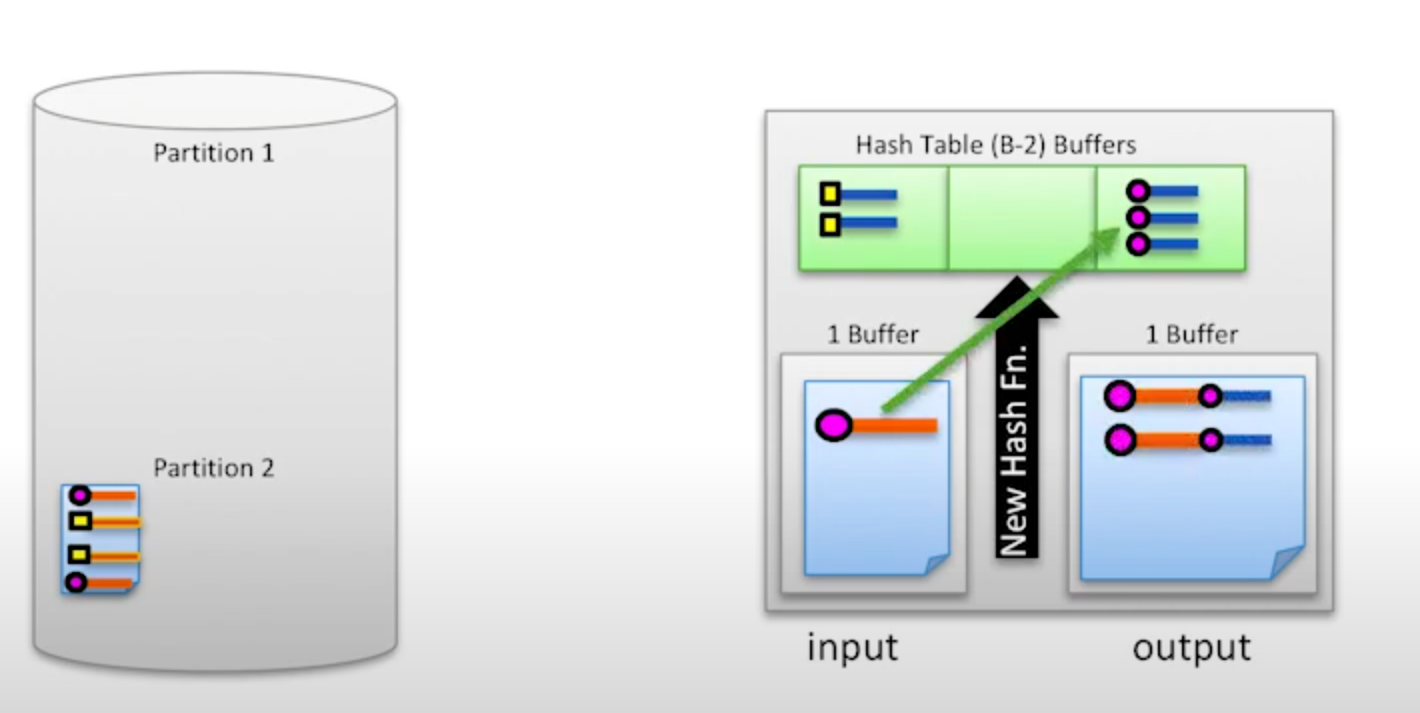 Partition 1
Partition 2
Hash Table (B-2) Buffers
1 Buffer
New Hash Fn.
1 Buffer
input
output